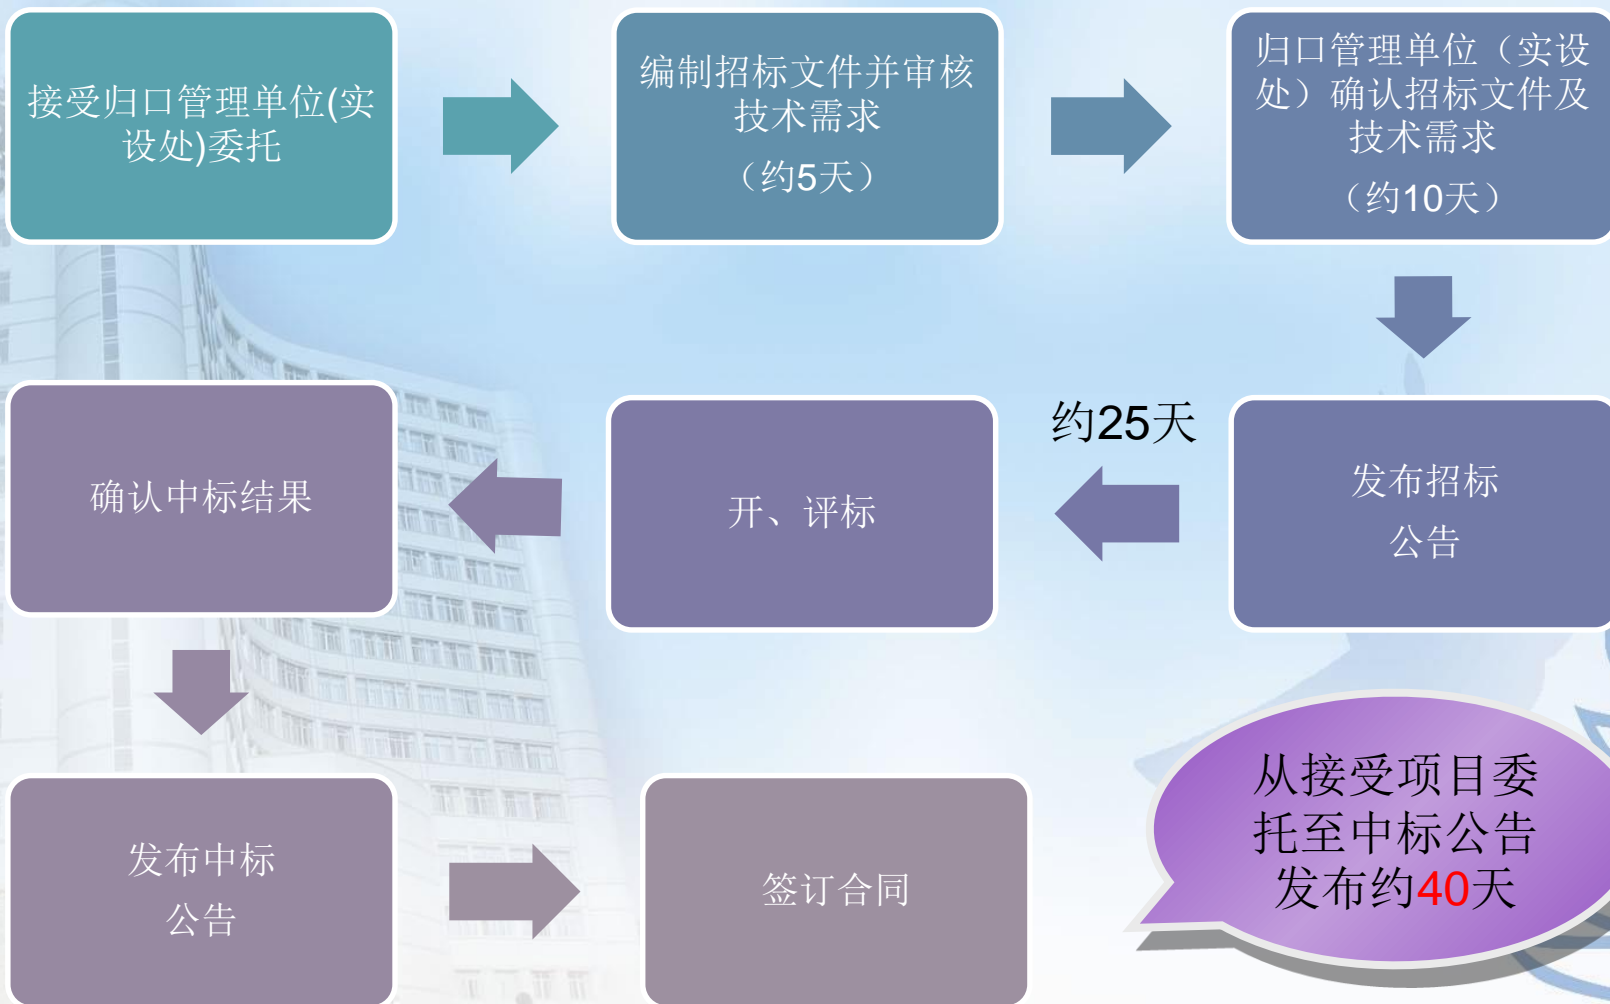 接受归口管理单位(实
设处)委托
编制招标文件并审核
技术需求
（约5天）
归口管理单位（实设
处）确认招标文件及
技术需求
（约10天）
发布招标
公告
约25天
开、评标
确认中标结果
发布中标
公告
签订合同
从接受项目委
托至中标公告
发布约40天